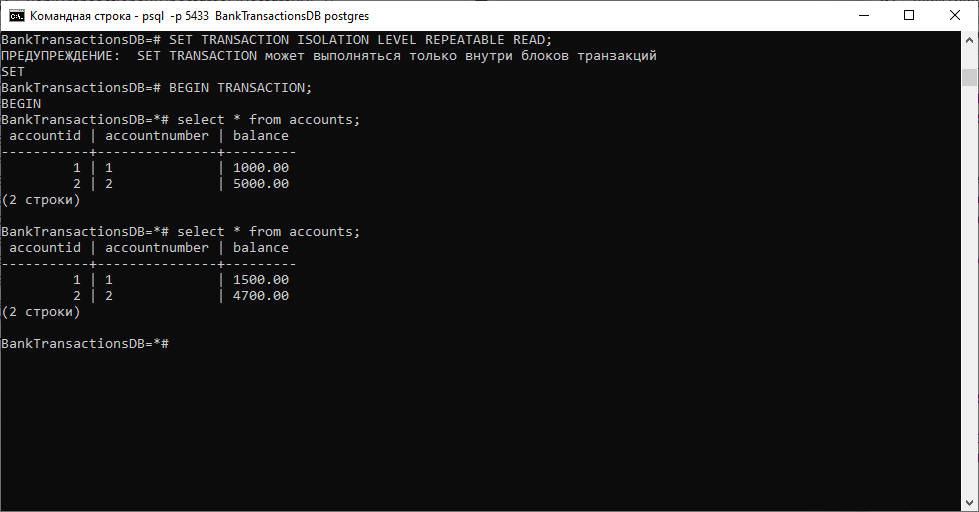 Командная строка - psql -p 5433 BankTransactionsDB postgres
BankTransactionsDB=# SET TRANSACTION ISOLATION LEVEL REPEATABLE READ;
ПРЕДУПРЕЖДЕНИЕ:  SET TRANSACTION может выполняться только внутри блоков транзакций
SET
BankTransactionsDB=# BEGIN TRANSACTION;
BEGIN
BankTransactionsDB=*# select * from accounts;
 accountid | accountnumber | balance
-----------+---------------+---------
         1 | 1             | 1000.00
         2 | 2             | 5000.00
(2 строки)

BankTransactionsDB=*# select * from accounts;
 accountid | accountnumber | balance
-----------+---------------+---------
         1 | 1             | 1500.00
         2 | 2             | 4700.00
(2 строки)

BankTransactionsDB=*#